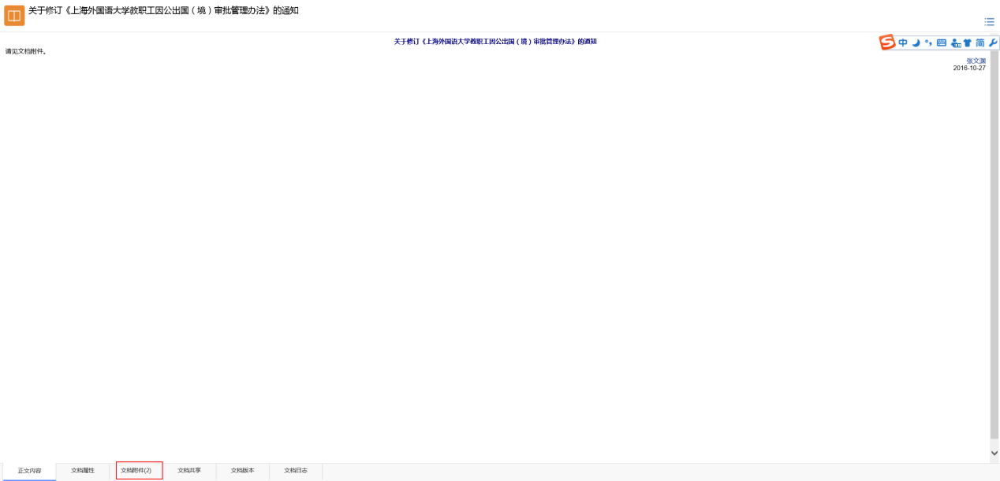 关于修订《上海外国语大学教职工因公出国（境）审批管理办法》的通知
关于修订《上海外国语大学教职工因公出国（境）审批管理办法》的通知
中 简
请见文档附件。
张文澜
2016-10-27
正文内容 文档属性 文档附件(2) 文档共享 文档版本 文档日志